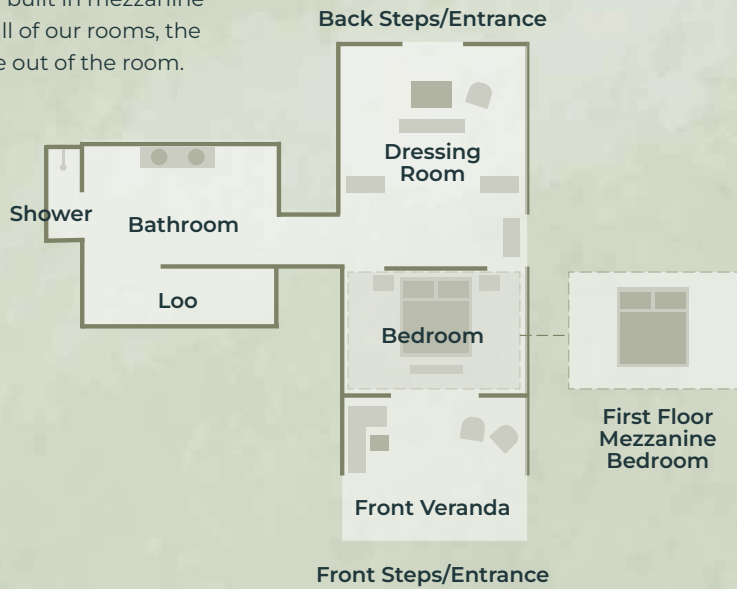 built in mezzanine
of our rooms, the
out of the room.
Back Steps/Entrance
Dressing
Room
Shower
Bathroom
Loo
Bedroom
First Floor
Mezzanine
Bedroom
Front Veranda
Front Steps/Entrance